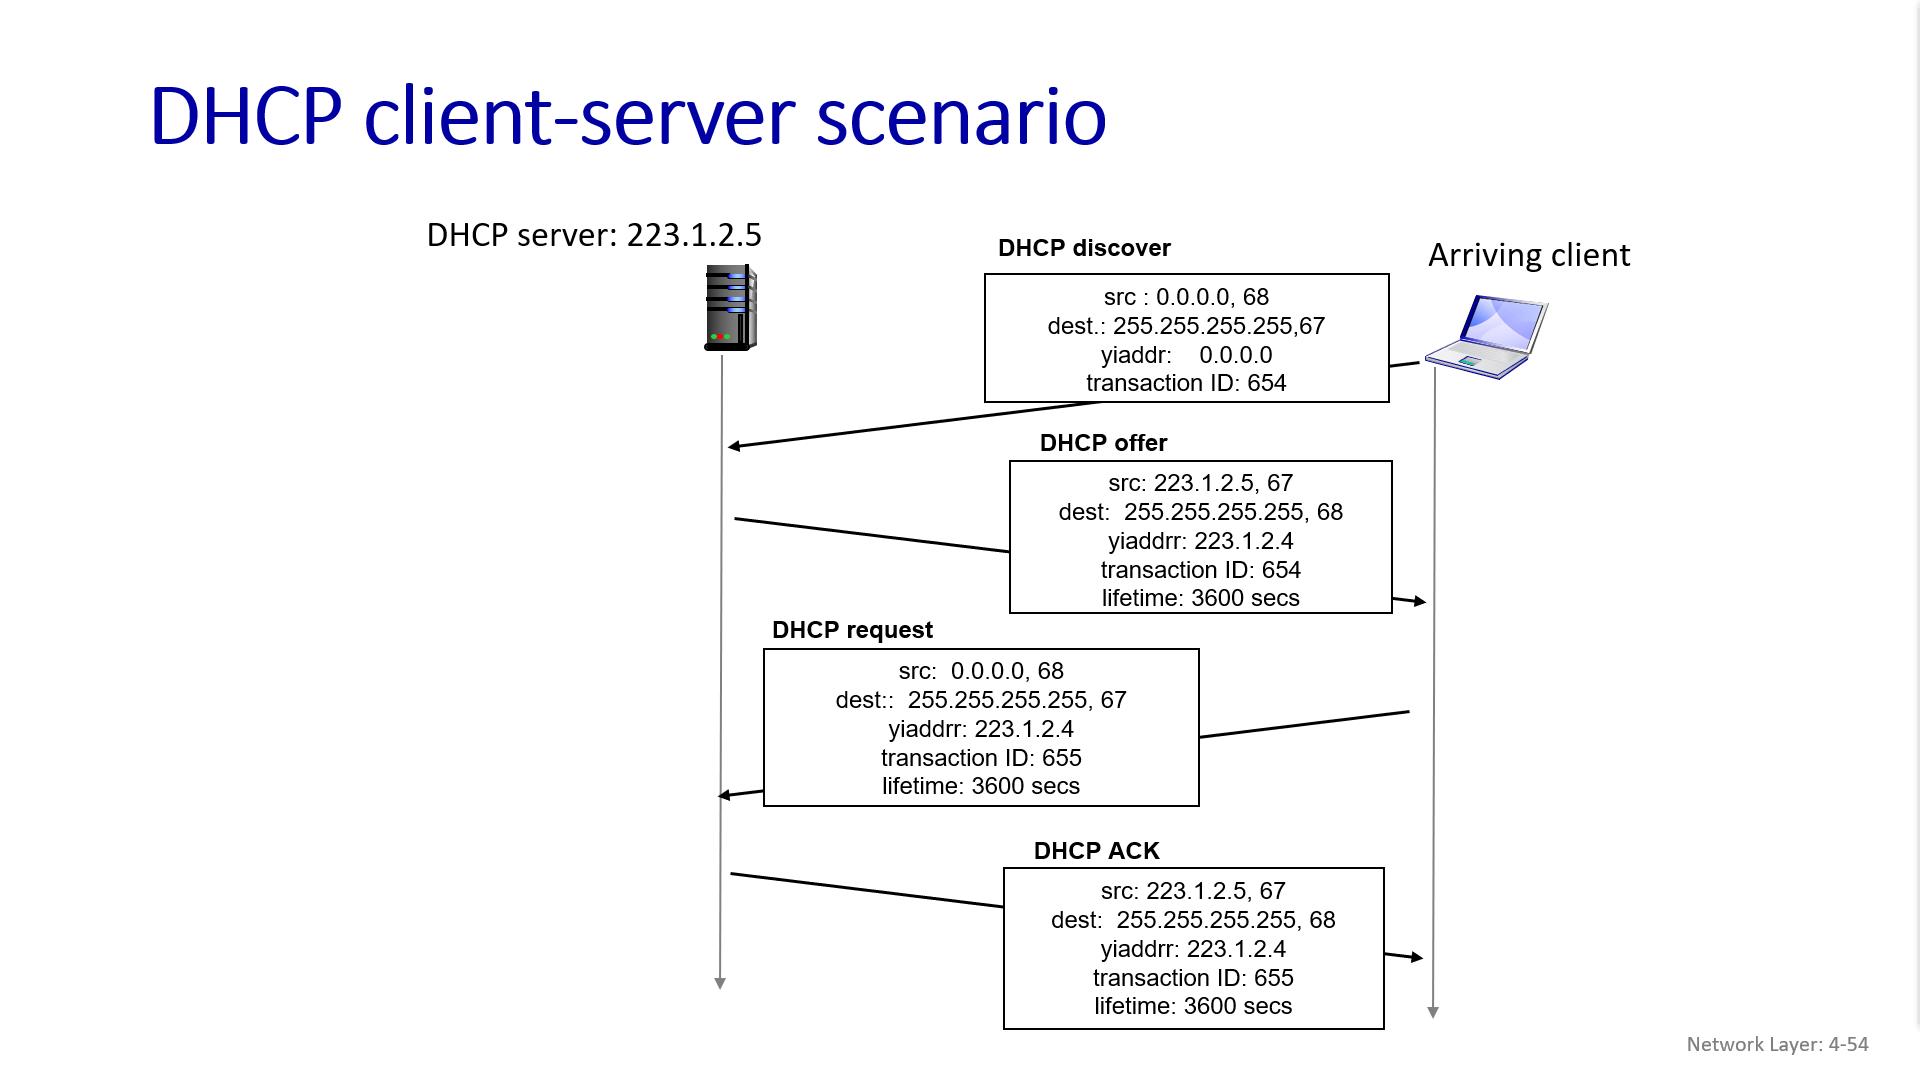 DHCP client-server scenario
DHCP server: 223.1.2.5
Arriving client
DHCP discover
src : 0.0.0.0, 68
dest.: 255.255.255.255,67
yiaddr: 0.0.0.0
transaction ID: 654
DHCP offer
src: 223.1.2.5, 67
dest: 255.255.255.255, 68
yiaddrr: 223.1.2.4
transaction ID: 654
lifetime: 3600 secs
DHCP request
src: 0.0.0.0, 68
dest:: 255.255.255.255, 67
yiaddrr: 223.1.2.4
transaction ID: 655
lifetime: 3600 secs
DHCP ACK
src: 223.1.2.5, 67
dest: 255.255.255.255, 68
yiaddrr: 223.1.2.4
transaction ID: 655
lifetime: 3600 secs
Network Layer: 4-54